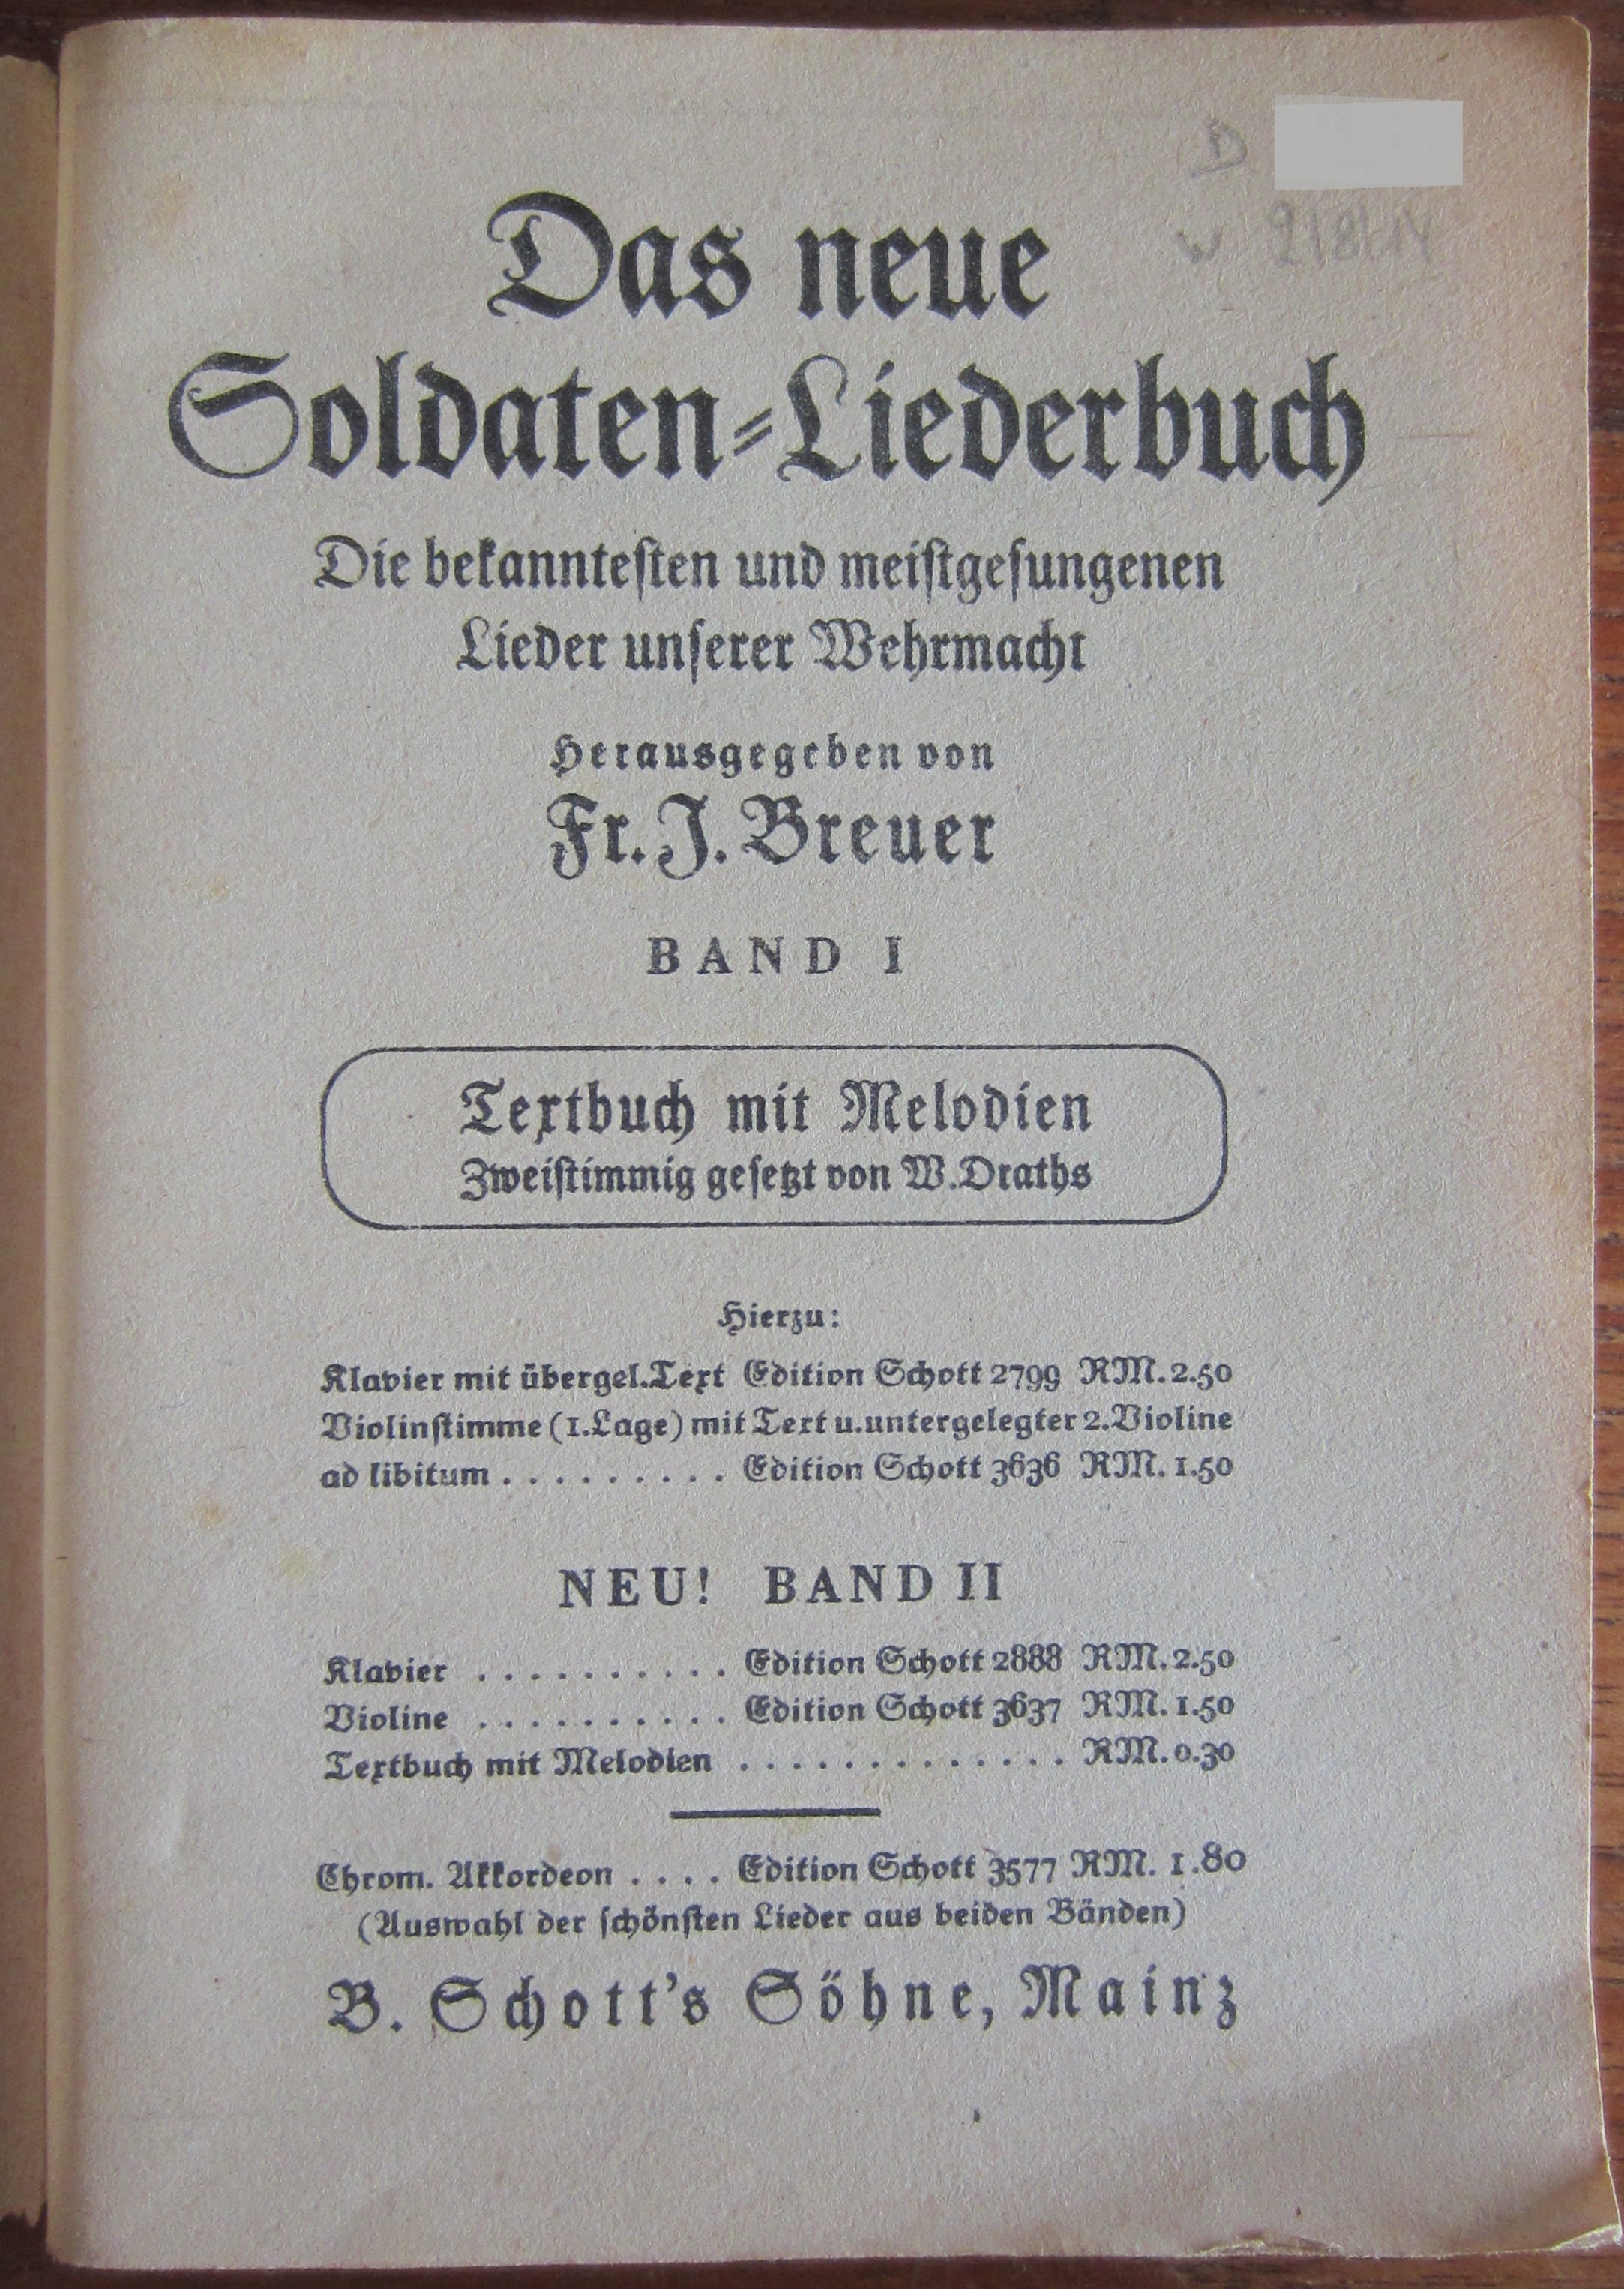 D
w
Das neue
Soldaten-Liederbuch
Die bekanntesten und meistgesungenen
Lieder unserer Wehrmacht
Herausgegeben von
Fr. J. Breuer
BAND I
Textbuch mit Melodien
Zweistimmig gesetzt von W. Draths
Hierzu:
Klavier mit übergel. Text Edition Schott 2799 RM. 2.50
Violinstimme (1. Lage) mit Text u. untergelegter 2. Violine
ad libitum . . . . . . . . . Edition Schott 3636 RM. 1.50
NEU! BAND II
Klavier . . . . . . . . . . Edition Schott 2888 RM. 2.50
Violine . . . . . . . . . . Edition Schott 3637 RM. 1.50
Textbuch mit Melodien . . . . . . . . . . . . . RM. 0.30
Chrom. Akkordeon . . . . Edition Schott 3577 RM. 1.80
(Auswahl der schönsten Lieder aus beiden Bänden)
B. Schott's Söhne, Mainz